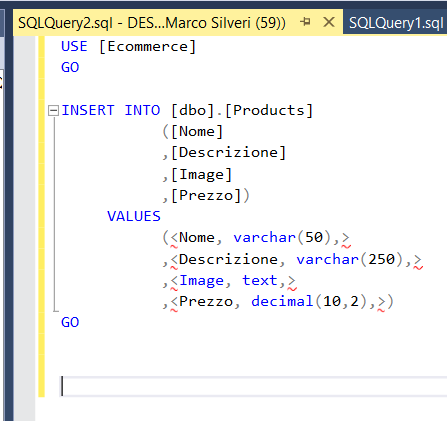 SQLQuery2.sql - DES...Marco Silveri (59))
SQLQuery1.sql
USE [Ecommerce]
GO
INSERT INTO [dbo].[Products]
([Nome]
,[Descrizione]
,[Image]
,[Prezzo])
VALUES
(<Nome, varchar(50),>
,<Descrizione, varchar(250),>
,<Image, text,>
,<Prezzo, decimal(10,2),>)
GO